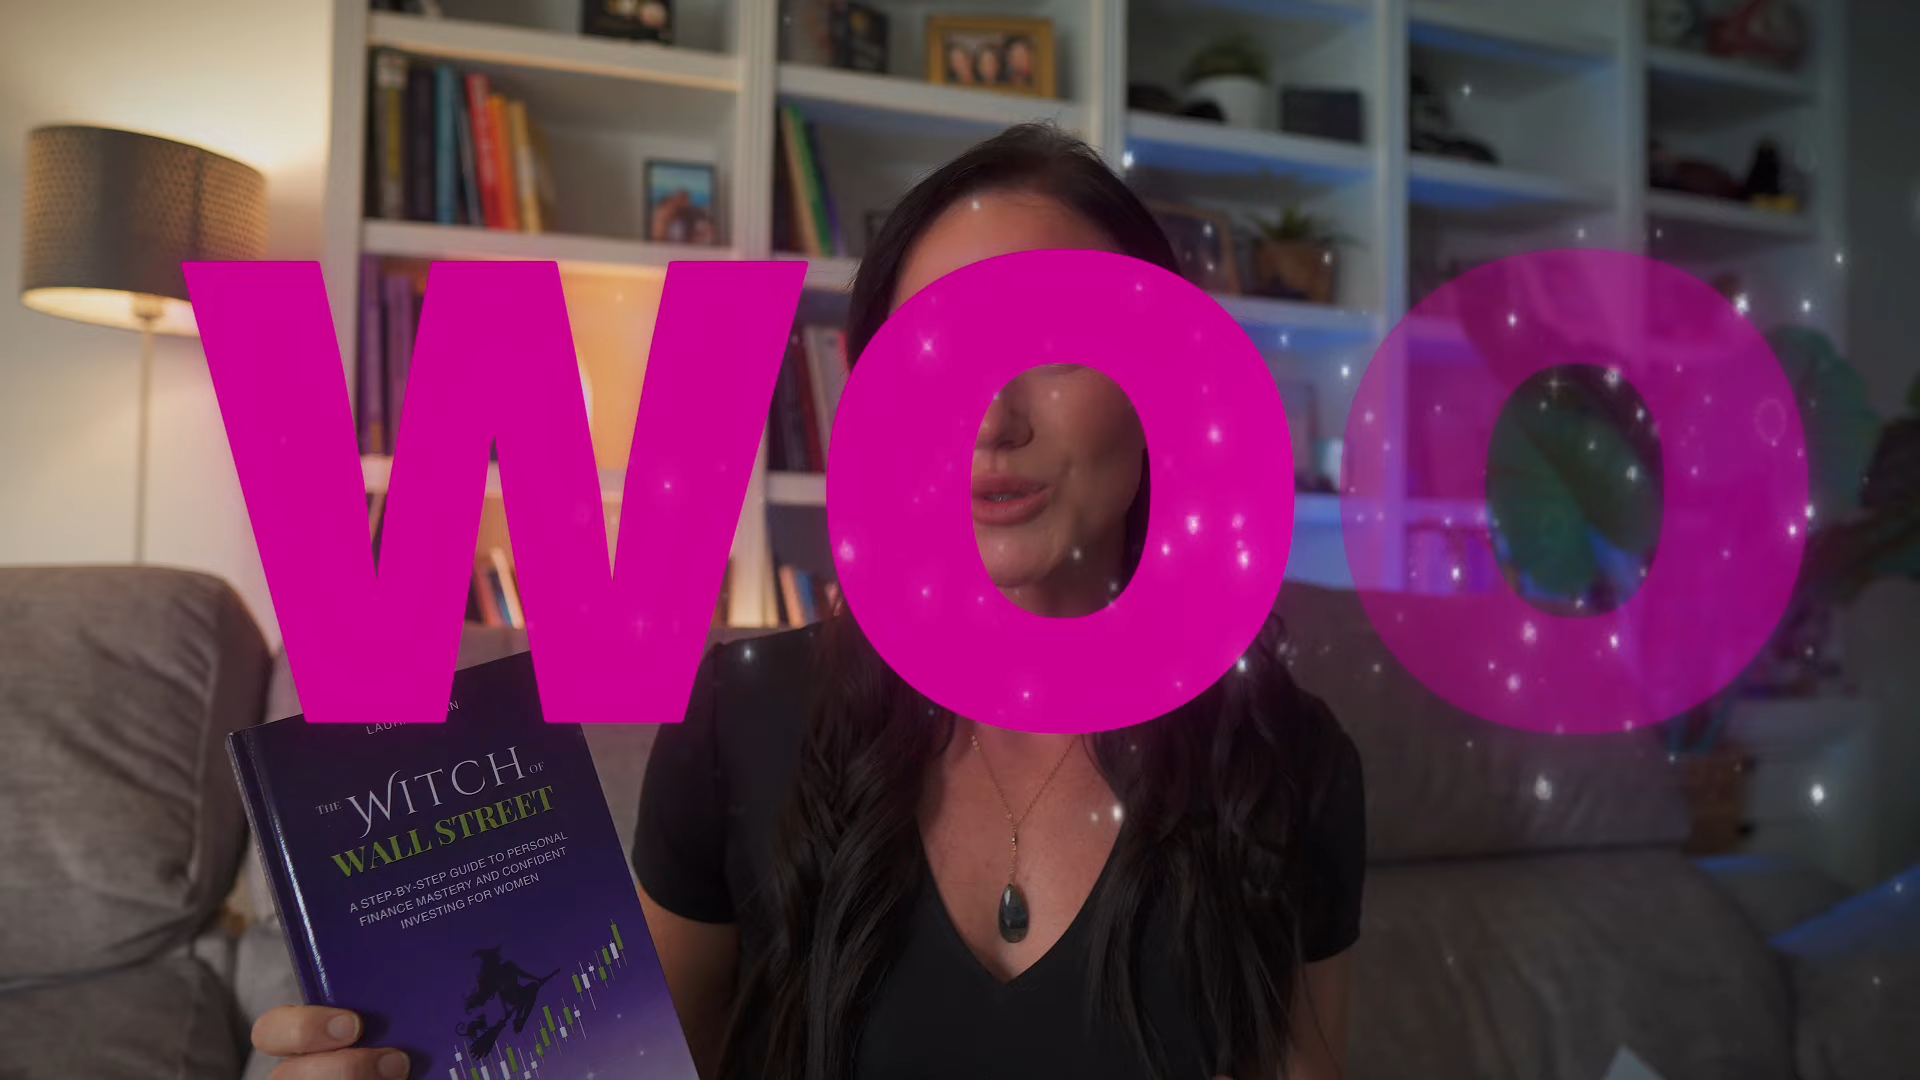 WOO
THE WITCH OF
WALL STREET
A STEP-BY-STEP GUIDE TO PERSONAL
FINANCE MASTERY AND CONFIDENT
INVESTING FOR WOMEN